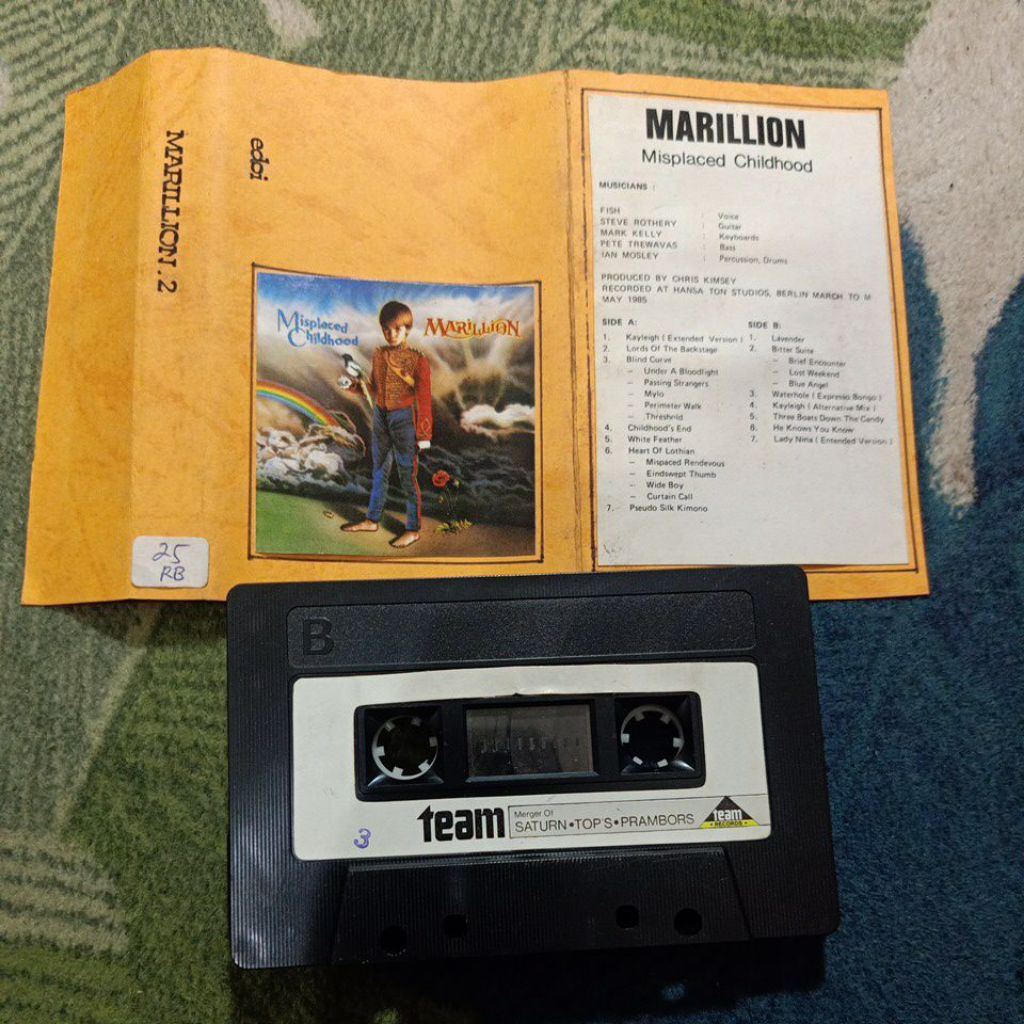 MARILLION . 2
edoi
25
RB
Misplaced
Childhood
MARILLION
MARILLION
Misplaced Childhood
MUSICIANS :
FISH : Voice
STEVE ROTHERY : Guitar
MARK KELLY : Keyboards
PETE TREWAVAS : Bass
IAN MOSLEY : Percussion, Drums
PRODUCED BY CHRIS KIMSEY
RECORDED AT HANSA TON STUDIOS, BERLIN MARCH TO M
MAY 1985
SIDE A:
1. Kayleigh ( Extended Version )
2. Lords Of The Backstage
3. Blind Curve
– Under A Bloodlight
– Passing Strangers
– Mylo
– Perimeter Walk
– Threshold
4. Childhood's End
5. White Feather
6. Heart Of Lothian
– Mispaced Rendevous
– Eindswept Thumb
– Wide Boy
– Curtain Call
7. Pseudo Silk Kimono
SIDE B:
1. Lavender
2. Bitter Suite
– Brief Encounter
– Lost Weekend
– Blue Angel
3. Waterhole ( Expresso Bongo )
4. Kayleigh ( Alternative Mix )
5. Three Boats Down The Candy
6. He Knows You Know
7. Lady Nina ( Entended Version )
B
3
team
Merger Of
SATURN • TOP'S • PRAMBORS
team
• RECORDS •